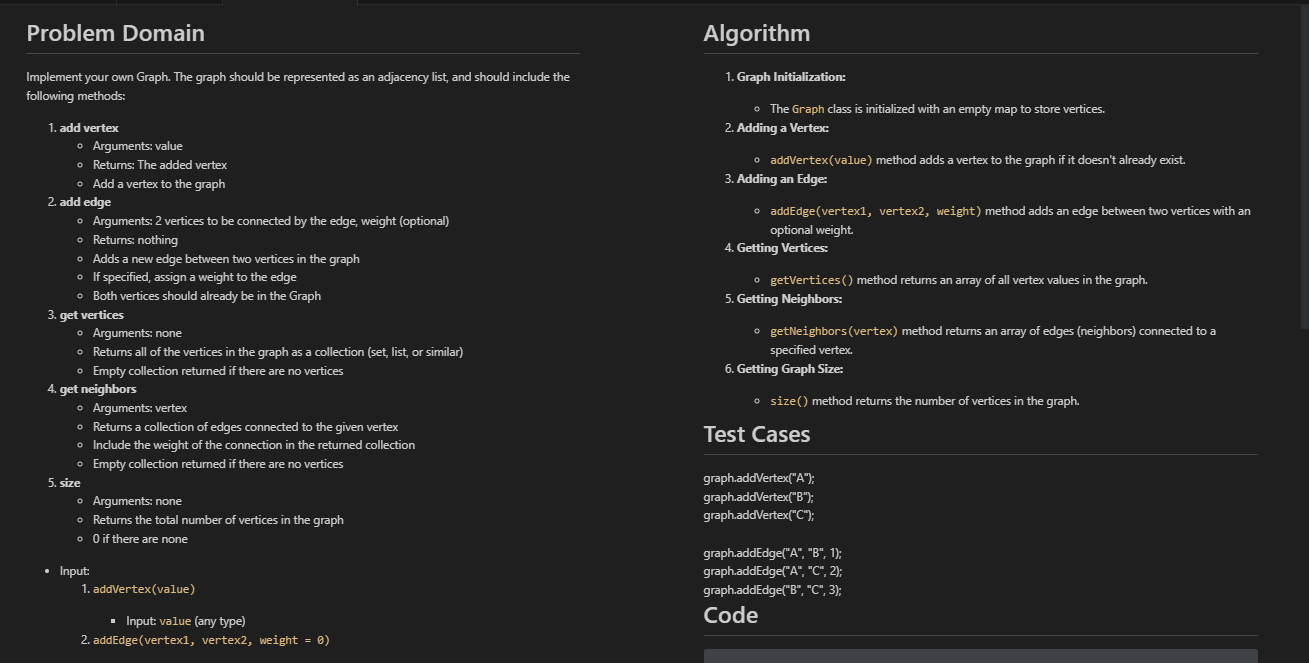 Problem Domain
Implement your own Graph. The graph should be represented as an adjacency list, and should include the
following methods:
1. add vertex
Arguments: value
Returns: The added vertex
Add a vertex to the graph
2. add edge
Arguments: 2 vertices to be connected by the edge, weight (optional)
Returns: nothing
Adds a new edge between two vertices in the graph
If specified, assign a weight to the edge
Both vertices should already be in the Graph
3. get vertices
Arguments: none
Returns all of the vertices in the graph as a collection (set, list, or similar)
Empty collection returned if there are no vertices
4. get neighbors
Arguments: vertex
Returns a collection of edges connected to the given vertex
Include the weight of the connection in the returned collection
Empty collection returned if there are no vertices
5. size
Arguments: none
Returns the total number of vertices in the graph
0 if there are none
Input:
1. addVertex(value)
Input: value (any type)
2. addEdge(vertex1, vertex2, weight = 0)
Algorithm
1. Graph Initialization:
The Graph class is initialized with an empty map to store vertices.
2. Adding a Vertex:
addVertex(value) method adds a vertex to the graph if it doesn't already exist.
3. Adding an Edge:
addEdge(vertex1, vertex2, weight) method adds an edge between two vertices with an
optional weight.
4. Getting Vertices:
getVertices() method returns an array of all vertex values in the graph.
5. Getting Neighbors:
getNeighbors(vertex) method returns an array of edges (neighbors) connected to a
specified vertex.
6. Getting Graph Size:
size() method returns the number of vertices in the graph.
Test Cases
graph.addVertex("A");
graph.addVertex("B");
graph.addVertex("C");
graph.addEdge("A", "B", 1);
graph.addEdge("A", "C", 2);
graph.addEdge("B", "C", 3);
Code